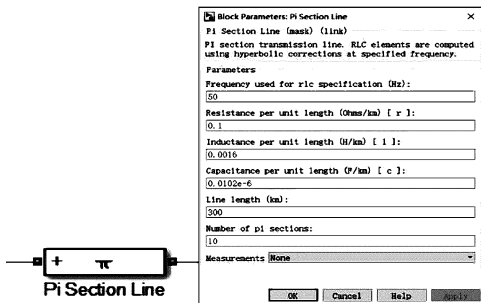 Block Parameters: Pi Section Line
Pi Section Line (mask) (link)
PI section transmission line. RLC elements are computed
using hyperbolic corrections at specified frequency.
Parameters
Frequency used for rlc specification (Hz):
50
Resistance per unit length (Ohms/km) [ r ]:
0.1
Inductance per unit length (H/km) [ l ]:
0.0016
Capacitance per unit length (F/km) [ c ]:
0.0102e-6
Line length (km):
300
Number of pi sections:
10
Measurements None
OK Cancel Help Apply
+ π
Pi Section Line